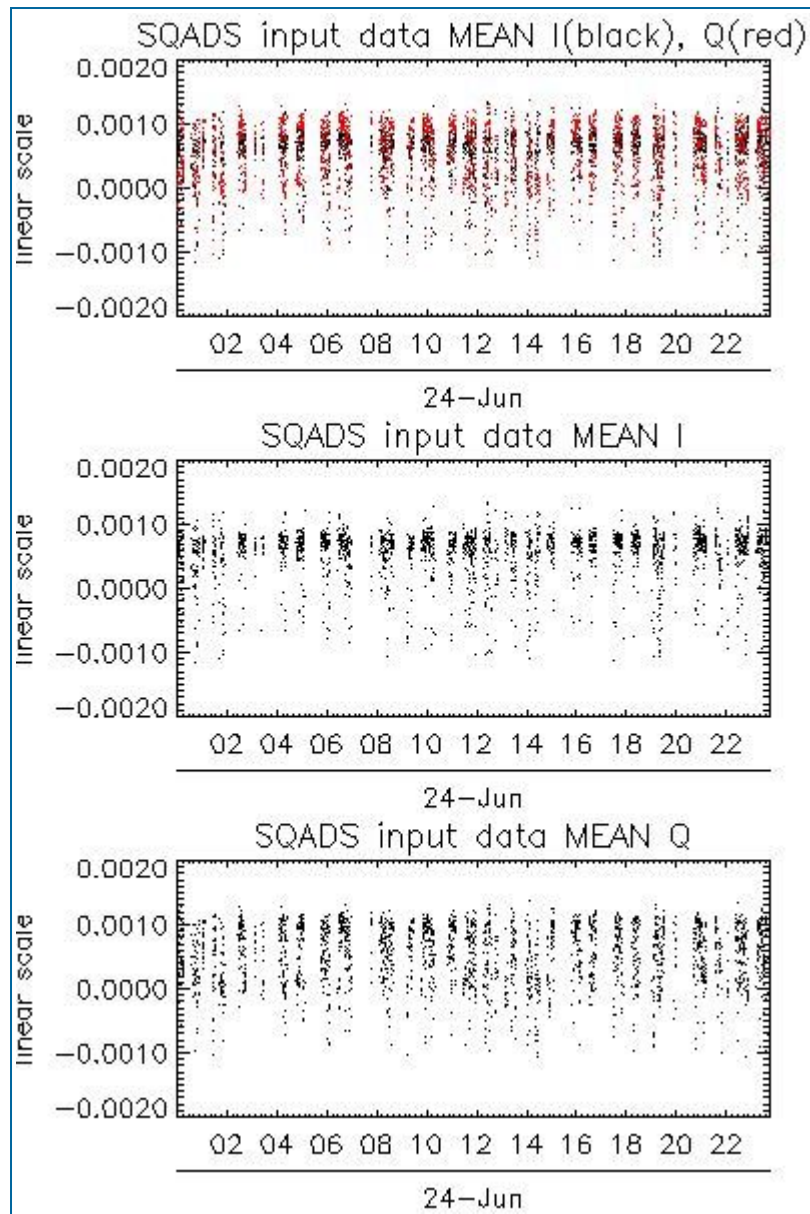 SQADS input data MEAN I(black), Q(red)
linear scale
0.0020
0.0010
0.0000
−0.0010
−0.0020
02 04 06 08 10 12 14 16 18 20 22
24−Jun
SQADS input data MEAN I
linear scale
0.0020
0.0010
0.0000
−0.0010
−0.0020
02 04 06 08 10 12 14 16 18 20 22
24−Jun
SQADS input data MEAN Q
linear scale
0.0020
0.0010
0.0000
−0.0010
−0.0020
02 04 06 08 10 12 14 16 18 20 22
24−Jun